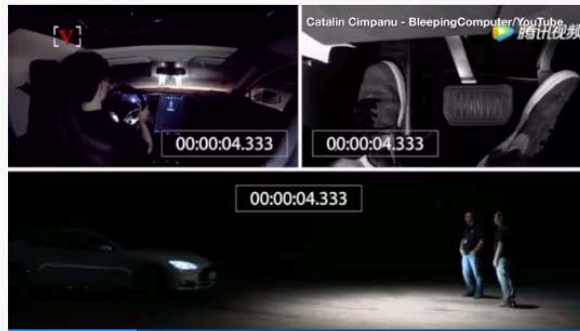 V
Catalin Cimpanu - BleepingComputer/YouTube
腾讯视频
00:00:04.333
00:00:04.333
00:00:04.333